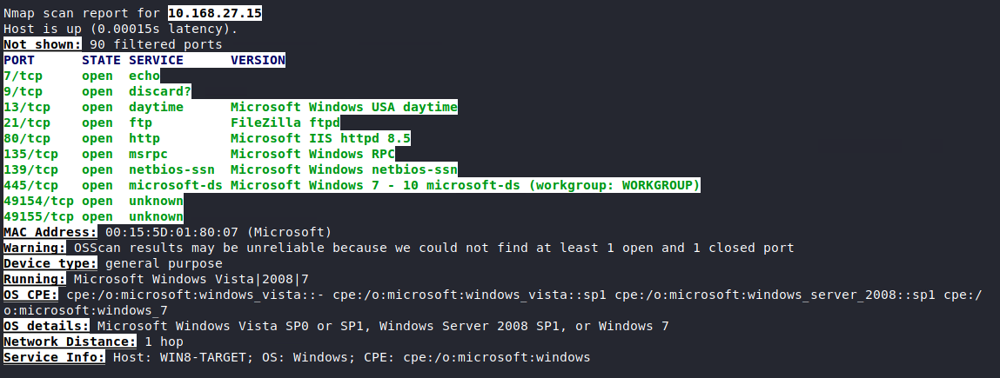 Nmap scan report for 10.168.27.15
Host is up (0.00015s latency).
Not shown: 90 filtered ports
PORT      STATE SERVICE      VERSION
7/tcp     open  echo
9/tcp     open  discard?
13/tcp    open  daytime      Microsoft Windows USA daytime
21/tcp    open  ftp          FileZilla ftpd
80/tcp    open  http         Microsoft IIS httpd 8.5
135/tcp   open  msrpc        Microsoft Windows RPC
139/tcp   open  netbios-ssn  Microsoft Windows netbios-ssn
445/tcp   open  microsoft-ds Microsoft Windows 7 - 10 microsoft-ds (workgroup: WORKGROUP)
49154/tcp open  unknown
49155/tcp open  unknown
MAC Address: 00:15:5D:01:80:07 (Microsoft)
Warning: OSScan results may be unreliable because we could not find at least 1 open and 1 closed port
Device type: general purpose
Running: Microsoft Windows Vista|2008|7
OS CPE: cpe:/o:microsoft:windows_vista::- cpe:/o:microsoft:windows_vista::sp1 cpe:/o:microsoft:windows_server_2008::sp1 cpe:/
o:microsoft:windows_7
OS details: Microsoft Windows Vista SP0 or SP1, Windows Server 2008 SP1, or Windows 7
Network Distance: 1 hop
Service Info: Host: WIN8-TARGET; OS: Windows; CPE: cpe:/o:microsoft:windows